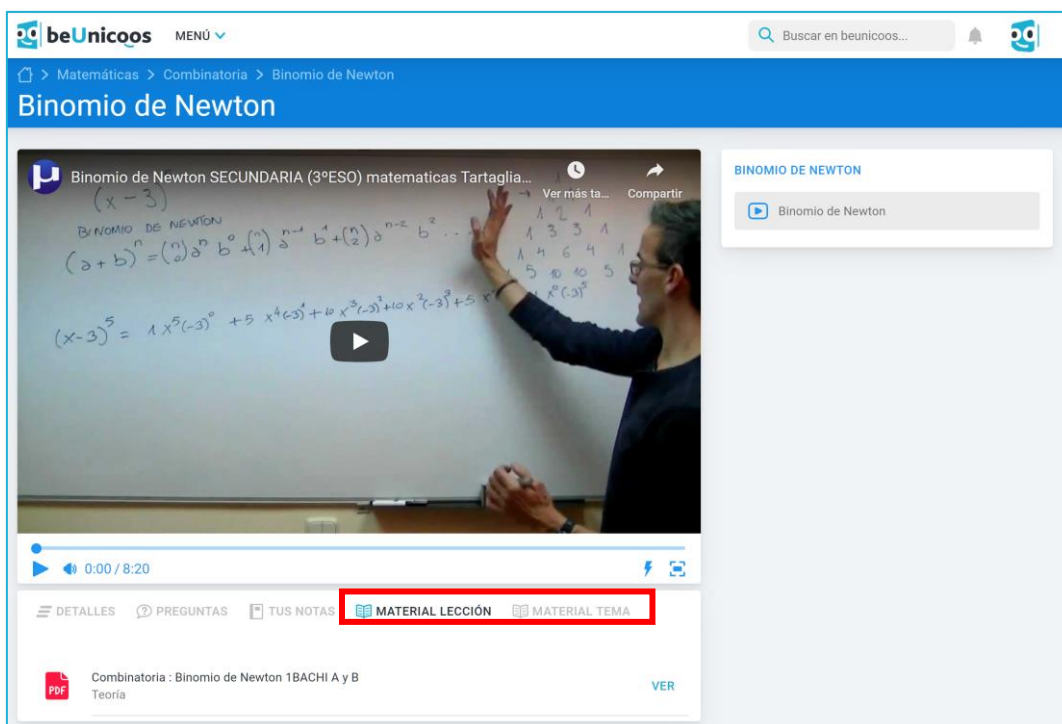 beUnicoos MENÚ
Buscar en beunicoos...
> Matemáticas > Combinatoria > Binomio de Newton
Binomio de Newton
Binomio de Newton SECUNDARIA (3ºESO) matematicas Tartaglia...
Ver más ta...
Compartir
(x-3)
BINOMIO DE NEWTON
(a+b)^n = (n 0) a^n b^0 + (n 1) a^n-1 b^1 + (n 2) a^n-2 b^2 ...
1 2 1
1 3 3 1
1 4 6 4 1
1 5 10 10 5
(x-3)^5 = 1 x^5 (-3)^0 + 5 x^4 (-3)^1 + 10 x^3 (-3)^2 + 10 x^2 (-3)^3 + 5 x
x^0 (-3)^5
0:00 / 8:20
DETALLES PREGUNTAS TUS NOTAS MATERIAL LECCIÓN MATERIAL TEMA
PDF
Combinatoria : Binomio de Newton 1BACHI A y B
Teoría
VER
BINOMIO DE NEWTON
Binomio de Newton